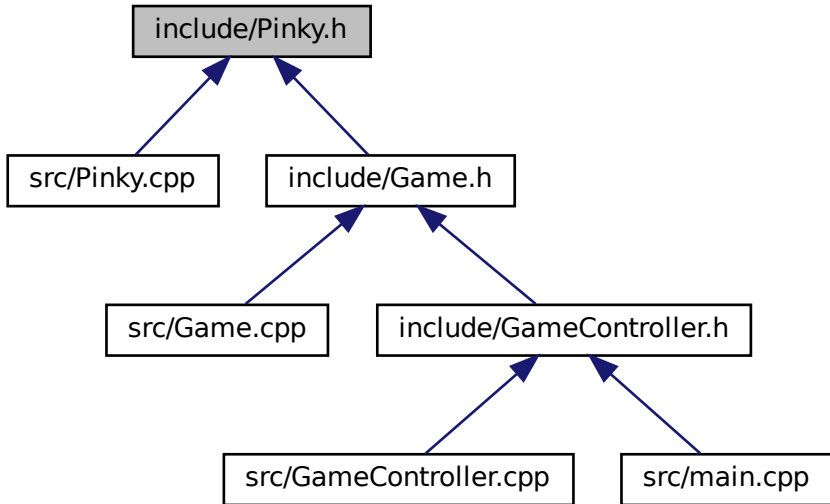 include/Pinky.h
src/Pinky.cpp
include/Game.h
src/Game.cpp
include/GameController.h
src/GameController.cpp
src/main.cpp